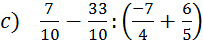 c) 7/10 − 33/10 : (−7/4 + 6/5)